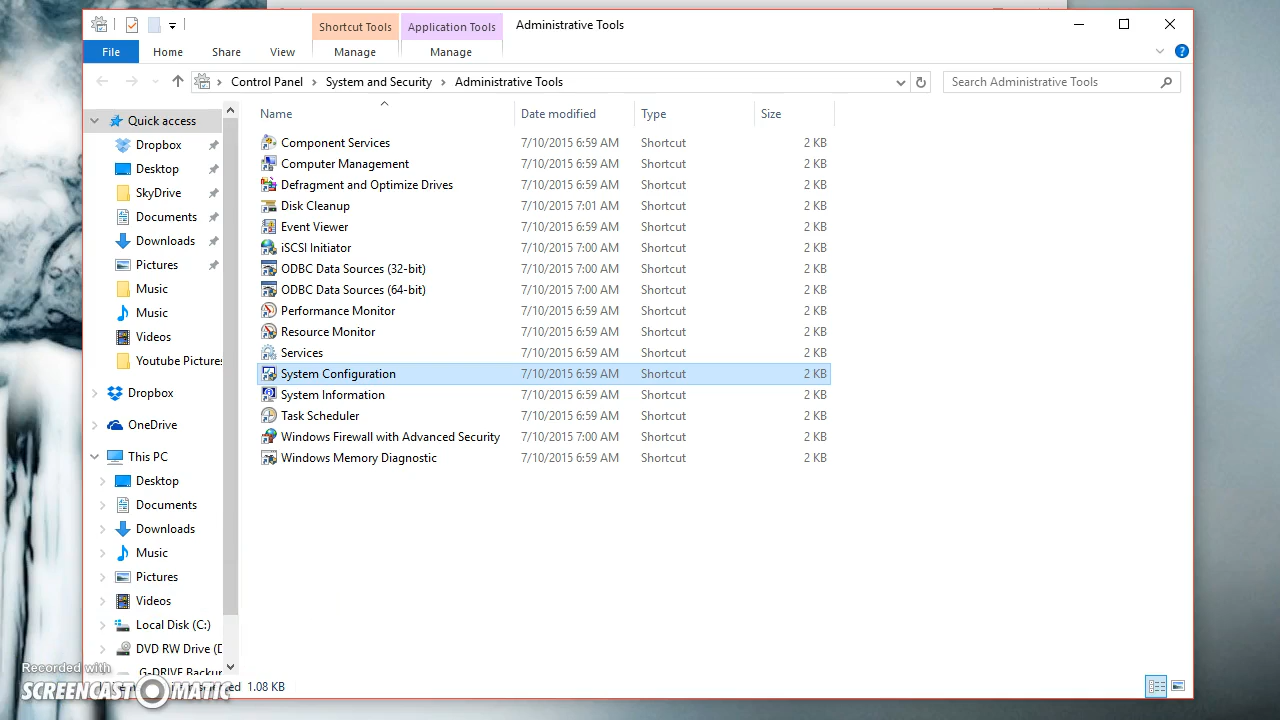 Shortcut Tools Application Tools Administrative Tools
File Home Share View Manage Manage
Control Panel System and Security Administrative Tools Search Administrative Tools
Name Date modified Type Size
Quick access
Dropbox
Desktop
SkyDrive
Documents
Downloads
Pictures
Music
Music
Videos
Youtube Pictures
Dropbox
OneDrive
This PC
Desktop
Documents
Downloads
Music
Pictures
Videos
Local Disk (C:)
DVD RW Drive (D
G-DRIVE Backup
Component Services 7/10/2015 6:59 AM Shortcut 2 KB
Computer Management 7/10/2015 6:59 AM Shortcut 2 KB
Defragment and Optimize Drives 7/10/2015 6:59 AM Shortcut 2 KB
Disk Cleanup 7/10/2015 7:01 AM Shortcut 2 KB
Event Viewer 7/10/2015 6:59 AM Shortcut 2 KB
iSCSI Initiator 7/10/2015 7:00 AM Shortcut 2 KB
ODBC Data Sources (32-bit) 7/10/2015 7:00 AM Shortcut 2 KB
ODBC Data Sources (64-bit) 7/10/2015 7:00 AM Shortcut 2 KB
Performance Monitor 7/10/2015 6:59 AM Shortcut 2 KB
Resource Monitor 7/10/2015 6:59 AM Shortcut 2 KB
Services 7/10/2015 6:59 AM Shortcut 2 KB
System Configuration 7/10/2015 6:59 AM Shortcut 2 KB
System Information 7/10/2015 6:59 AM Shortcut 2 KB
Task Scheduler 7/10/2015 6:59 AM Shortcut 2 KB
Windows Firewall with Advanced Security 7/10/2015 7:00 AM Shortcut 2 KB
Windows Memory Diagnostic 7/10/2015 6:59 AM Shortcut 2 KB
1.08 KB
Recorded with
SCREENCAST-O-MATIC